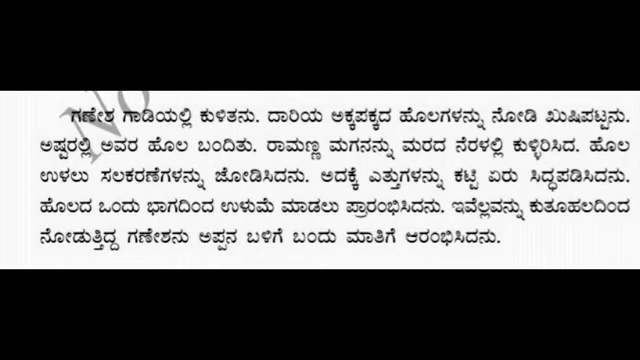 ಗಣೇಶ ಗಾಡಿಯಲ್ಲಿ ಕುಳಿತನು. ದಾರಿಯ ಅಕ್ಕಪಕ್ಕದ ಹೊಲಗಳನ್ನು ನೋಡಿ ಖುಷಿಪಟ್ಟನು.
ಅಷ್ಟರಲ್ಲಿ ಅವರ ಹೊಲ ಬಂದಿತು. ರಾಮಣ್ಣ ಮಗನನ್ನು ಮರದ ನೆರಳಲ್ಲಿ ಕುಳ್ಳಿರಿಸಿದ. ಹೊಲ
ಉಳಲು ಸಲಕರಣೆಗಳನ್ನು ಜೋಡಿಸಿದನು. ಅದಕ್ಕೆ ಎತ್ತುಗಳನ್ನು ಕಟ್ಟಿ ಏರು ಸಿದ್ಧಪಡಿಸಿದನು.
ಹೊಲದ ಒಂದು ಭಾಗದಿಂದ ಉಳುಮೆ ಮಾಡಲು ಪ್ರಾರಂಭಿಸಿದನು. ಇವೆಲ್ಲವನ್ನು ಕುತೂಹಲದಿಂದ
ನೋಡುತ್ತಿದ್ದ ಗಣೇಶನು ಅಪ್ಪನ ಬಳಿಗೆ ಬಂದು ಮಾತಿಗೆ ಆರಂಭಿಸಿದನು.